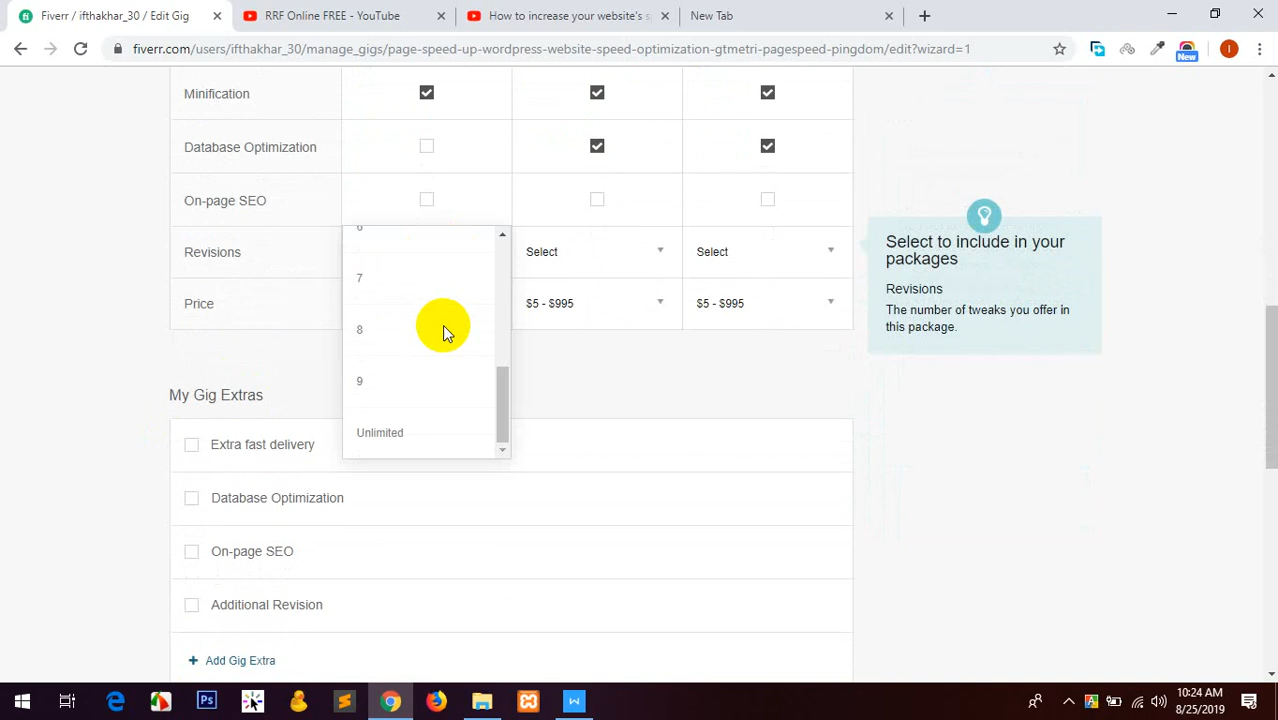 Fiverr / ifthakhar_30 / Edit Gig
RRF Online FREE - YouTube
How to increase your website's s
New Tab
fiverr.com/users/ifthakhar_30/manage_gigs/page-speed-up-wordpress-website-speed-optimization-gtmetri-pagespeed-pingdom/edit?wizard=1
New
I
Minification
Database Optimization
On-page SEO
Revisions
Select
Select
Price
$5 - $995
$5 - $995
6
7
8
9
Unlimited
Select to include in your
packages
Revisions
The number of tweaks you offer in
this package.
My Gig Extras
Extra fast delivery
Database Optimization
On-page SEO
Additional Revision
+ Add Gig Extra
10:24 AM
8/25/2019